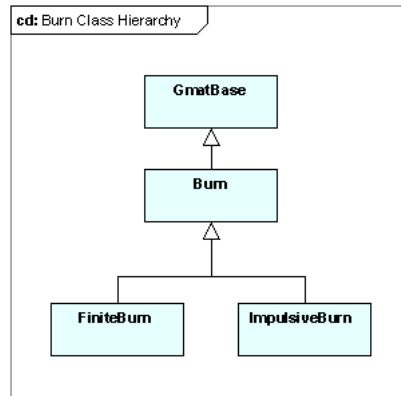 cd: Burn Class Hierarchy
GmatBase
Burn
FiniteBurn
ImpulsiveBurn